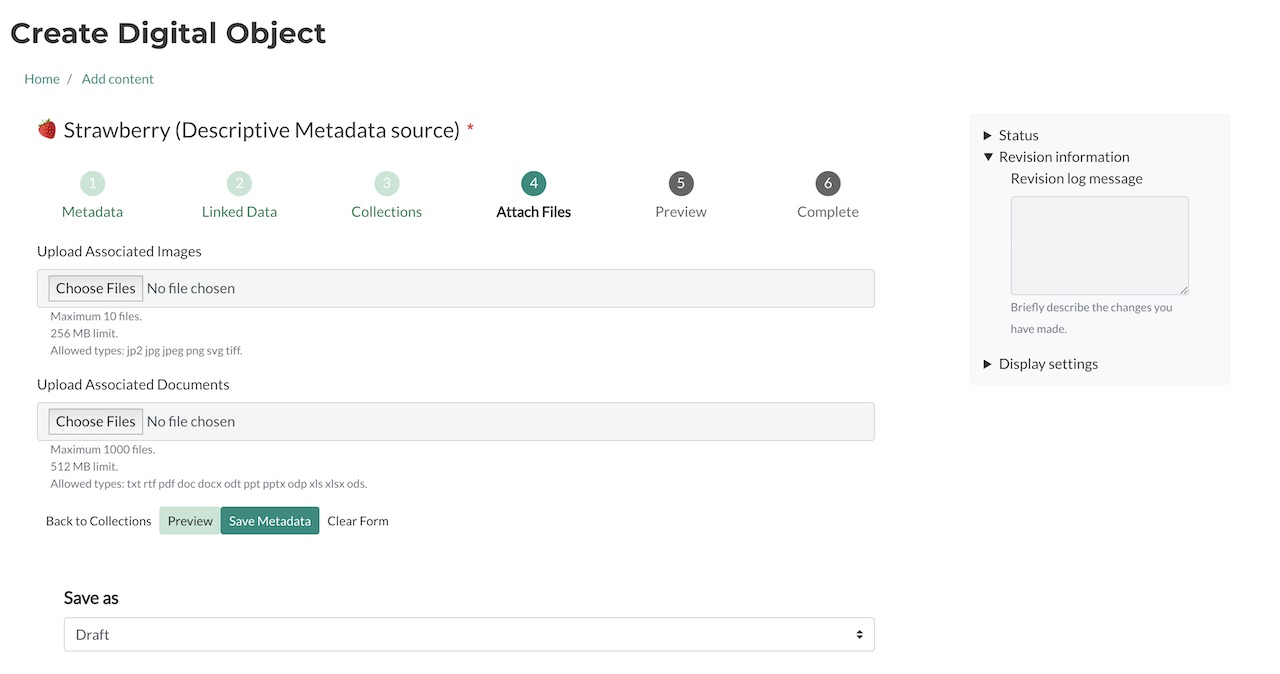 Create Digital Object
Home / Add content
🍓 Strawberry (Descriptive Metadata source) *
1 2 3 4 5 6
Metadata Linked Data Collections Attach Files Preview Complete
Upload Associated Images
Choose Files No file chosen
Maximum 10 files.
256 MB limit.
Allowed types: jp2 jpg jpeg png svg tiff.
Upload Associated Documents
Choose Files No file chosen
Maximum 1000 files.
512 MB limit.
Allowed types: txt rtf pdf doc docx odt ppt pptx odp xls xlsx ods.
Back to Collections Preview Save Metadata Clear Form
Save as
Draft
Status
Revision information
Revision log message
Briefly describe the changes you
have made.
Display settings